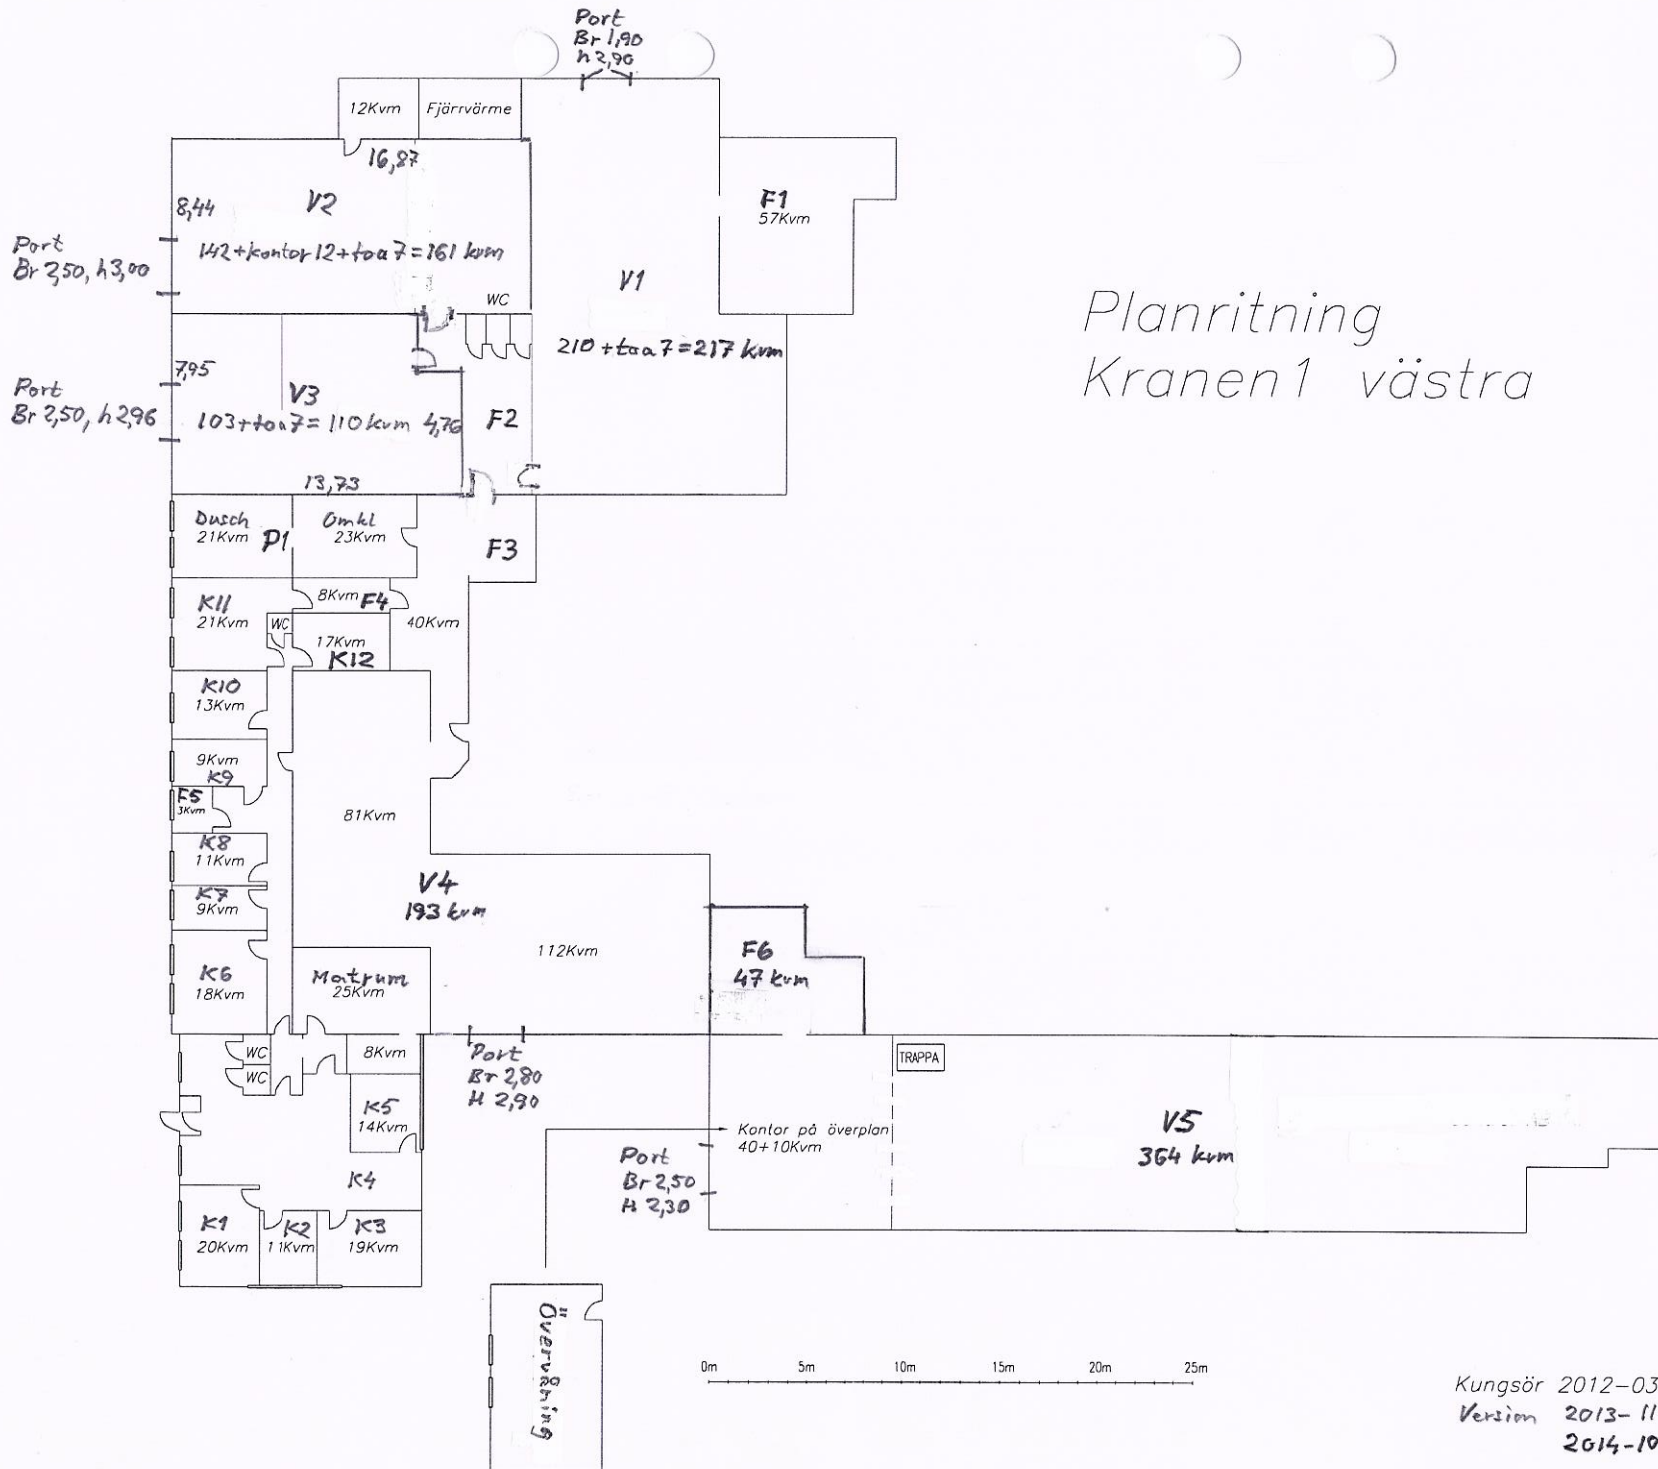 Port
Br 1,90
h 2,90
12Kvm
Fjärrvärme
16,87
8,44
V2
142+kontor 12+toa 7=161 kvm
Port
Br 3,50, h3,00
WC
V1
210+toa 7=217 kvm
F1
57Kvm
Planritning
Kranen 1 västra
7,95
Port
Br 2,50, h 2,96
V3
103+toa 7=110 kvm
4,76
13,73
F2
Dusch
21Kvm
P1
Omkl
23Kvm
F3
K11
21Kvm
WC
8Kvm
F4
17Kvm
K12
40Kvm
K10
13Kvm
9Kvm
K9
F5
3Kvm
81Kvm
K8
11Kvm
K7
9Kvm
V4
193 kvm
112Kvm
K6
18Kvm
Matrum
25Kvm
F6
47 kvm
WC
WC
8Kvm
Port
Br 2,80
H 2,90
TRAPPA
K5
14Kvm
Kontor på överplan
40+10Kvm
V5
364 kvm
Port
Br 2,50
H 2,30
K4
K1
20Kvm
K2
11Kvm
K3
19Kvm
Övervåning
0m 5m 10m 15m 20m 25m
Kungsör 2012-03
Version 2013-11
2014-10